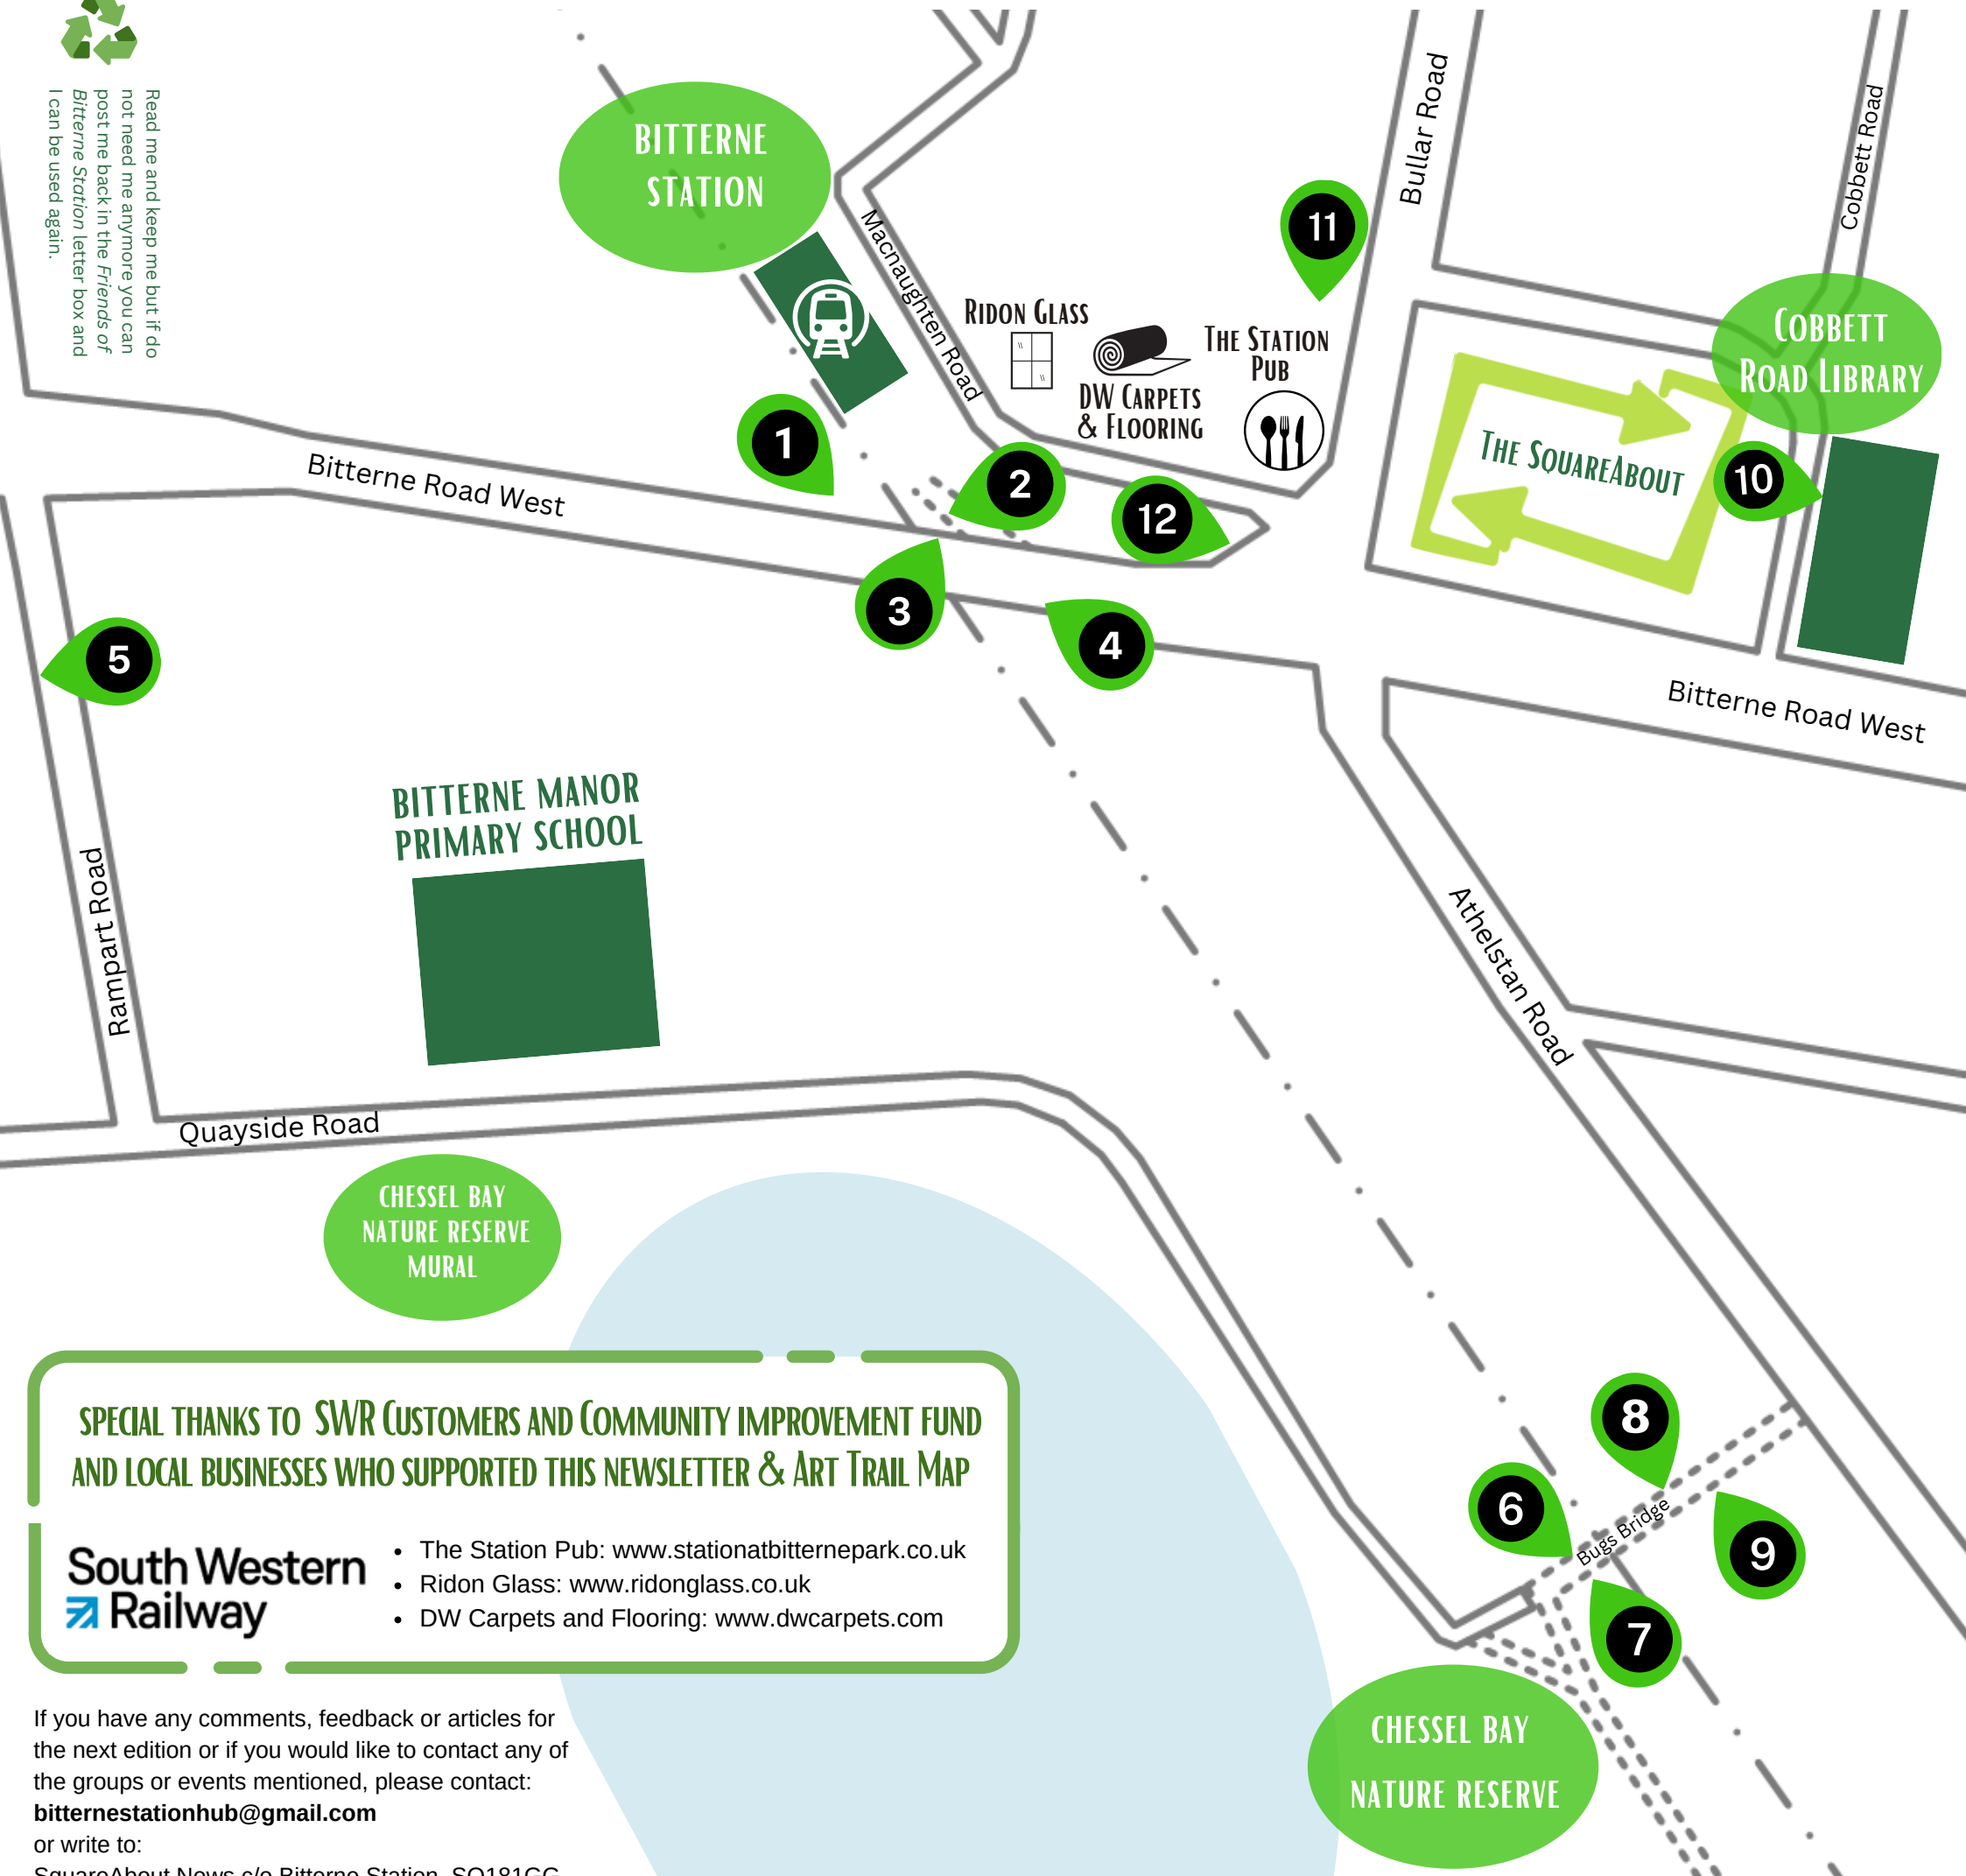 Read me and keep me but if do
not need me anymore you can
post me back in the Friends of
Bitterne Station letter box and
I can be used again.
BITTERNE
STATION
Macnaughten Road
RIDON GLASS
DW CARPETS
& FLOORING
THE STATION
PUB
11
Bullar Road
Cobbett Road
COBBETT
ROAD LIBRARY
THE SQUAREABOUT
10
1
2
12
Bitterne Road West
3
4
5
Bitterne Road West
BITTERNE MANOR
PRIMARY SCHOOL
Rampart Road
Athelstan Road
Quayside Road
CHESSEL BAY
NATURE RESERVE
MURAL
8
6
Bugs Bridge
9
7
CHESSEL BAY
NATURE RESERVE
SPECIAL THANKS TO SWR CUSTOMERS AND COMMUNITY IMPROVEMENT FUND
AND LOCAL BUSINESSES WHO SUPPORTED THIS NEWSLETTER & ART TRAIL MAP
South Western
Railway
• The Station Pub: www.stationatbitternepark.co.uk
• Ridon Glass: www.ridonglass.co.uk
• DW Carpets and Flooring: www.dwcarpets.com
If you have any comments, feedback or articles for
the next edition or if you would like to contact any of
the groups or events mentioned, please contact:
bitternestationhub@gmail.com
or write to:
SquareAbout News c/o Bitterne Station, SO181GG